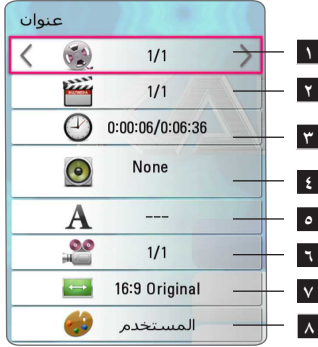 عنوان
1/1 ١
1/1 ٢
0:00:06/0:06:36 ٣
None ٤
A --- ٥
1/1 ٦
16:9 Original ٧
المستخدم ٨